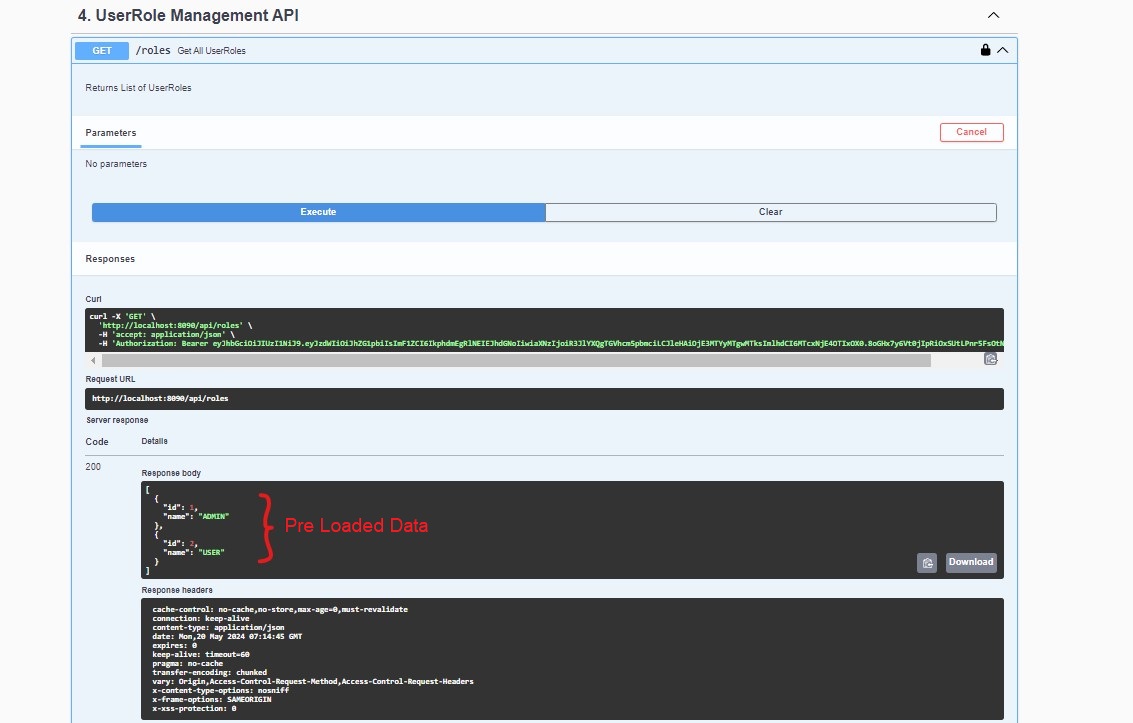 4. UserRole Management API
GET /roles Get All UserRoles
Returns List of UserRoles
Parameters
Cancel
No parameters
Execute
Clear
Responses
Curl
curl -X 'GET' \
'http://localhost:8090/api/roles' \
-H 'accept: application/json' \
-H 'Authorization: Bearer
Request URL
http://localhost:8090/api/roles
Server response
Code Details
200
Response body
[
{
"id": 1,
"name": "ADMIN"
},
{
"id": 2,
"name": "USER"
}
]
Pre Loaded Data
Download
Response headers
cache-control: no-cache,no-store,max-age=0,must-revalidate
connection: keep-alive
content-type: application/json
date: Mon,20 May 2024 07:14:45 GMT
expires: 0
keep-alive: timeout=60
pragma: no-cache
transfer-encoding: chunked
vary: Origin,Access-Control-Request-Method,Access-Control-Request-Headers
x-content-type-options: nosniff
x-frame-options: SAMEORIGIN
x-xss-protection: 0